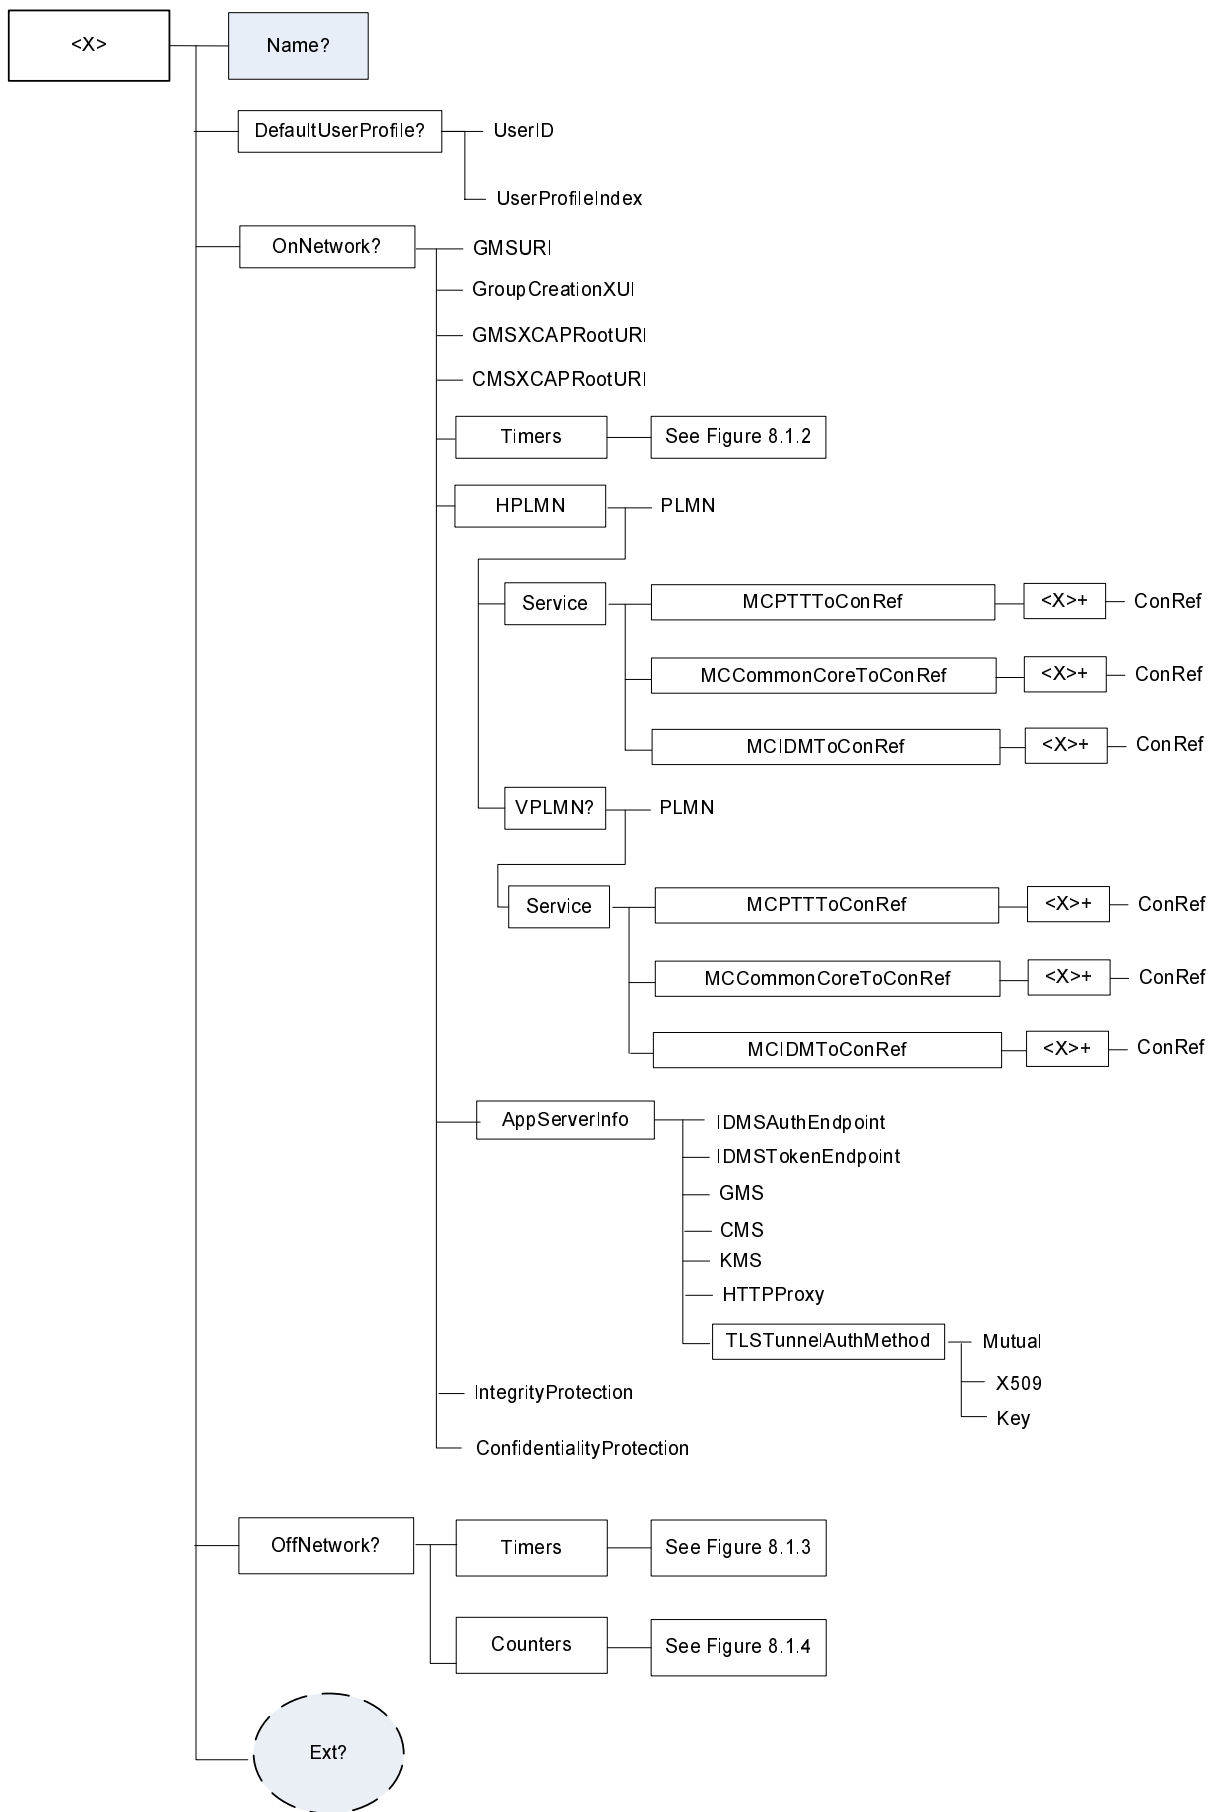 <X>
Name?
DefaultUserProfile?
UserID
UserProfileIndex
OnNetwork?
GMSURI
GroupCreationXUI
GMSXCAPRootURI
CMSXCAPRootURI
Timers
See Figure 8.1.2
HPLMN
PLMN
Service
MCPTTToConRef
<X>+
ConRef
MCCommonCoreToConRef
<X>+
ConRef
MCIDMToConRef
<X>+
ConRef
VPLMN?
PLMN
Service
MCPTTToConRef
<X>+
ConRef
MCCommonCoreToConRef
<X>+
ConRef
MCIDMToConRef
<X>+
ConRef
AppServerInfo
IDMSAuthEndpoint
IDMSTokenEndpoint
GMS
CMS
KMS
HTTPProxy
TLSTunnelAuthMethod
Mutual
X509
Key
IntegrityProtection
ConfidentialityProtection
OffNetwork?
Timers
See Figure 8.1.3
Counters
See Figure 8.1.4
Ext?